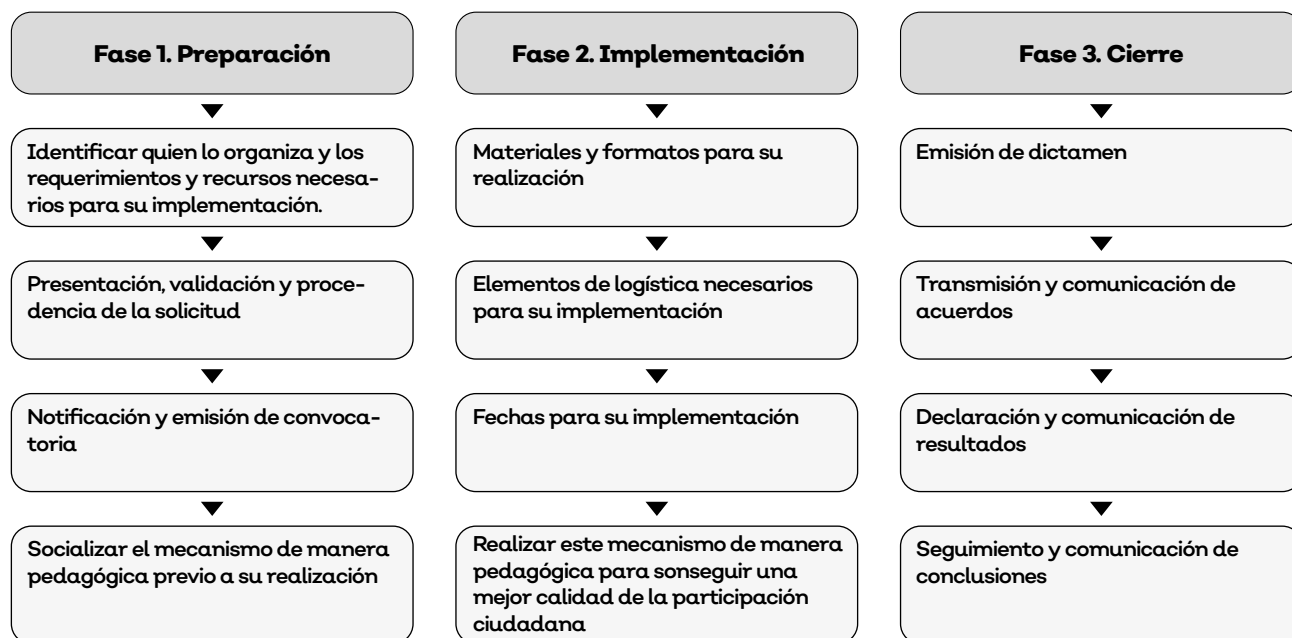 Fase 1. Preparación
Identificar quien lo organiza y los
requerimientos y recursos necesa-
rios para su implementación.
Presentación, validación y proce-
dencia de la solicitud
Notificación y emisión de convoca-
toria
Socializar el mecanismo de manera
pedagógica previo a su realización
Fase 2. Implementación
Materiales y formatos para su
realización
Elementos de logística necesarios
para su implementación
Fechas para su implementación
Realizar este mecanismo de manera
pedagógica para sonseguir una
mejor calidad de la participación
ciudadana
Fase 3. Cierre
Emisión de dictamen
Transmisión y comunicación de
acuerdos
Declaración y comunicación de
resultados
Seguimiento y comunicación de
conclusiones